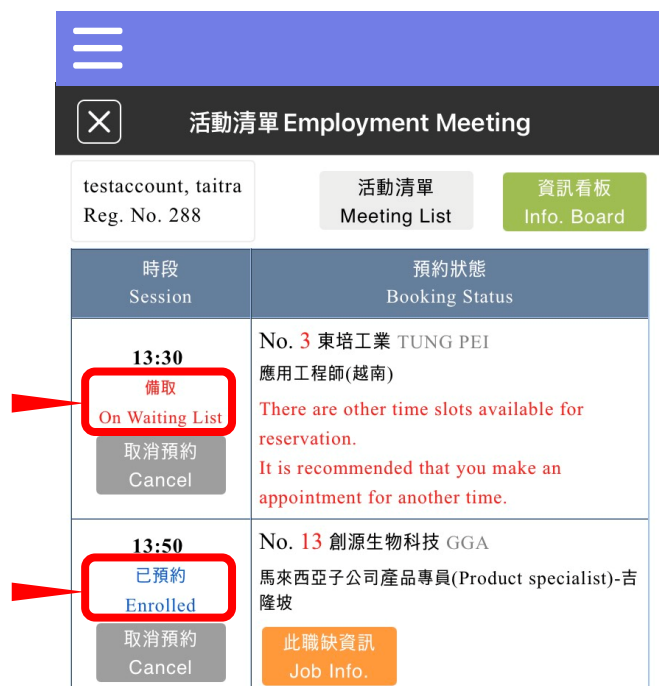 活動清單 Employment Meeting
testaccount, taitra
Reg. No. 288
活動清單
Meeting List
資訊看板
Info. Board
時段
Session
預約狀態
Booking Status
13:30
備取
On Waiting List
取消預約
Cancel
No. 3 東培工業 TUNG PEI
應用工程師(越南)
There are other time slots available for
reservation.
It is recommended that you make an
appointment for another time.
13:50
已預約
Enrolled
取消預約
Cancel
No. 13 創源生物科技 GGA
馬來西亞子公司產品專員(Product specialist)-吉
隆坡
此職缺資訊
Job Info.